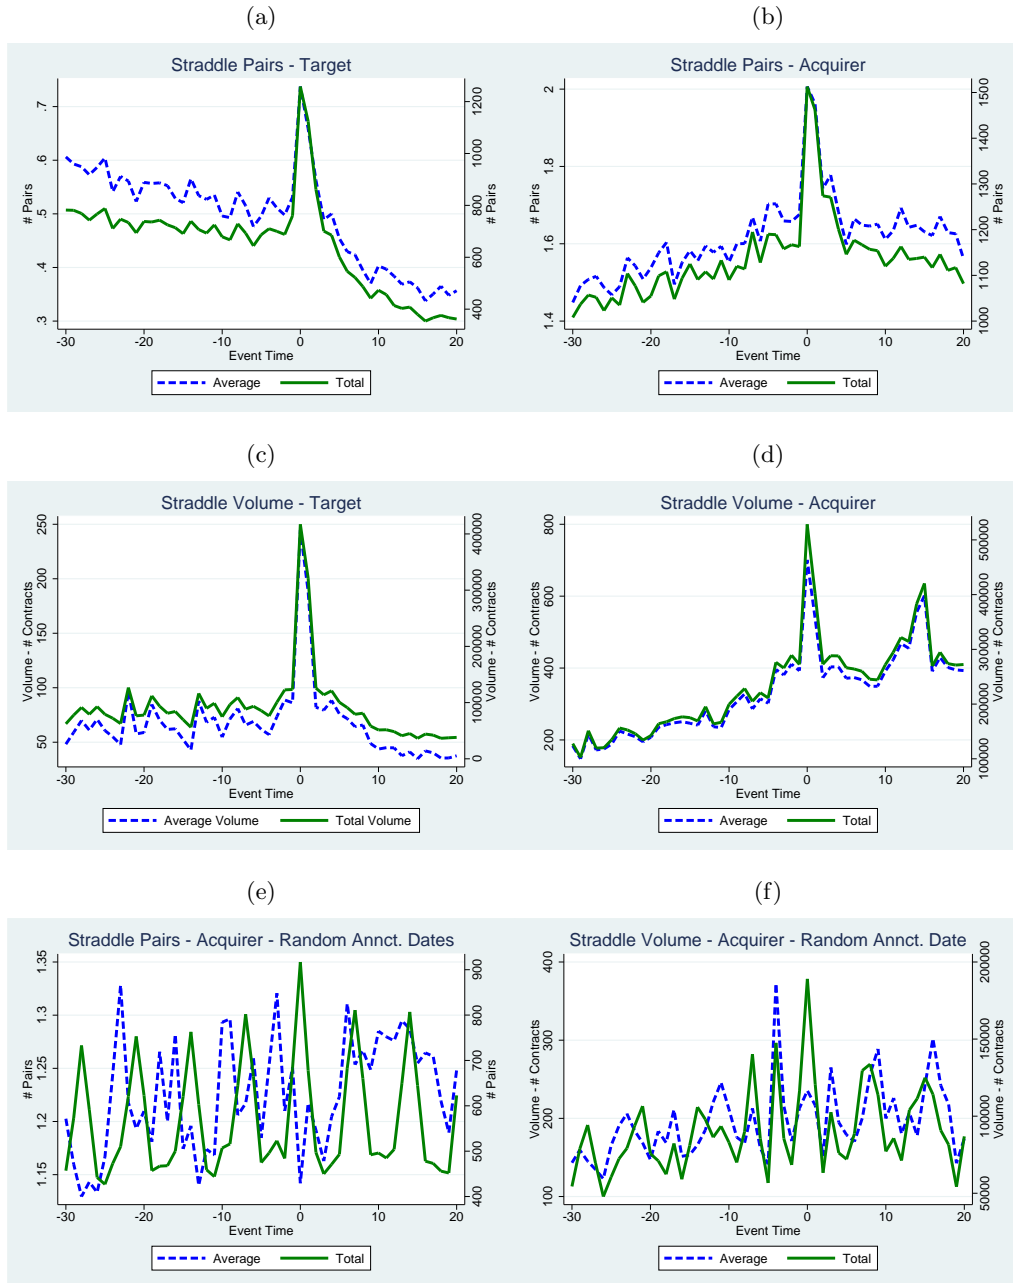 (a)
Straddle Pairs - Target
# Pairs
.3 .4 .5 .6 .7
# Pairs
400 600 800 1000 1200
-30 -20 -10 0 10 20
Event Time
Average Total
(b)
Straddle Pairs - Acquirer
# Pairs
1.4 1.6 1.8 2
# Pairs
1000 1100 1200 1300 1400 1500
-30 -20 -10 0 10 20
Event Time
Average Total
(c)
Straddle Volume - Target
Volume - # Contracts
50 100 150 200 250
Volume - # Contracts
0 100000 200000 300000 400000
-30 -20 -10 0 10 20
Event Time
Average Volume Total Volume
(d)
Straddle Volume - Acquirer
Volume - # Contracts
200 400 600 800
Volume - # Contracts
100000 200000 300000 400000 500000
-30 -20 -10 0 10 20
Event Time
Average Total
(e)
Straddle Pairs - Acquirer - Random Annct. Dates
# Pairs
1.15 1.2 1.25 1.3 1.35
# Pairs
400 500 600 700 800 900
-30 -20 -10 0 10 20
Event Time
Average Total
(f)
Straddle Volume - Acquirer - Random Annct. Date
Volume - # Contracts
100 200 300 400
Volume - # Contracts
50000 100000 150000 200000
-30 -20 -10 0 10 20
Event Time
Average Total